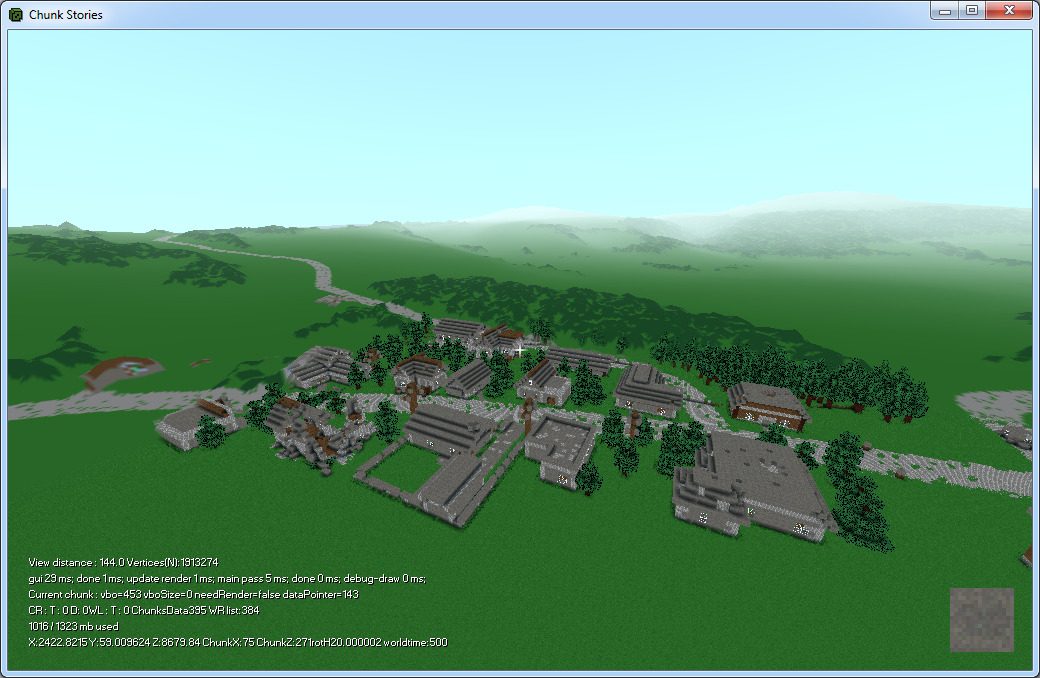 Chunk Stories
View distance : 144.0 Vertices(N):1913274
gui 29 ms; done 1 ms; update render 1 ms; main pass 5 ms; done 0 ms; debug-draw 0 ms;
Current chunk : vbo=453 vboSize=0 needRender=false dataPointer=143
CR : T : 0 D: 0WL : T : 0 ChunksData395 WR list:384
1016 / 1323 mb used
X:2422.8215 Y:59.009624 Z:8679.84 ChunkX:75 ChunkZ:271rotH20.000002 worldtime:500